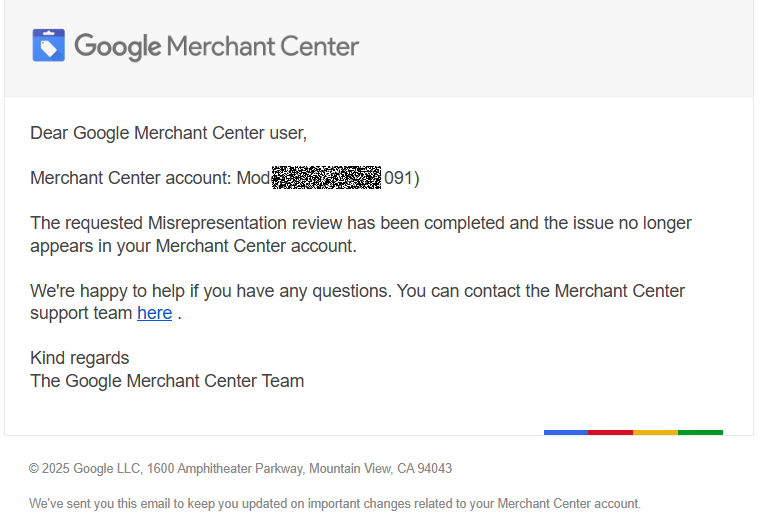 Google Merchant Center
Dear Google Merchant Center user,
Merchant Center account: Mod 091)
The requested Misrepresentation review has been completed and the issue no longer
appears in your Merchant Center account.
We're happy to help if you have any questions. You can contact the Merchant Center
support team here .
Kind regards
The Google Merchant Center Team
© 2025 Google LLC, 1600 Amphitheater Parkway, Mountain View, CA 94043
We've sent you this email to keep you updated on important changes related to your Merchant Center account.